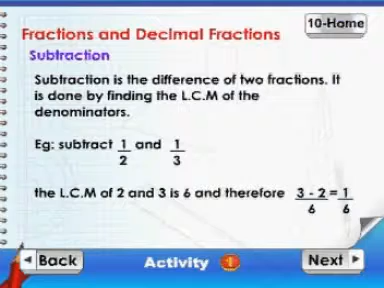 10-Home
Fractions and Decimal Fractions
Subtraction
Subtraction is the difference of two fractions. It
is done by finding the L.C.M of the
denominators.
Eg: subtract 1/2 and 1/3
the L.C.M of 2 and 3 is 6 and therefore 3 - 2/6 = 1/6
Back
Activity 1
Next